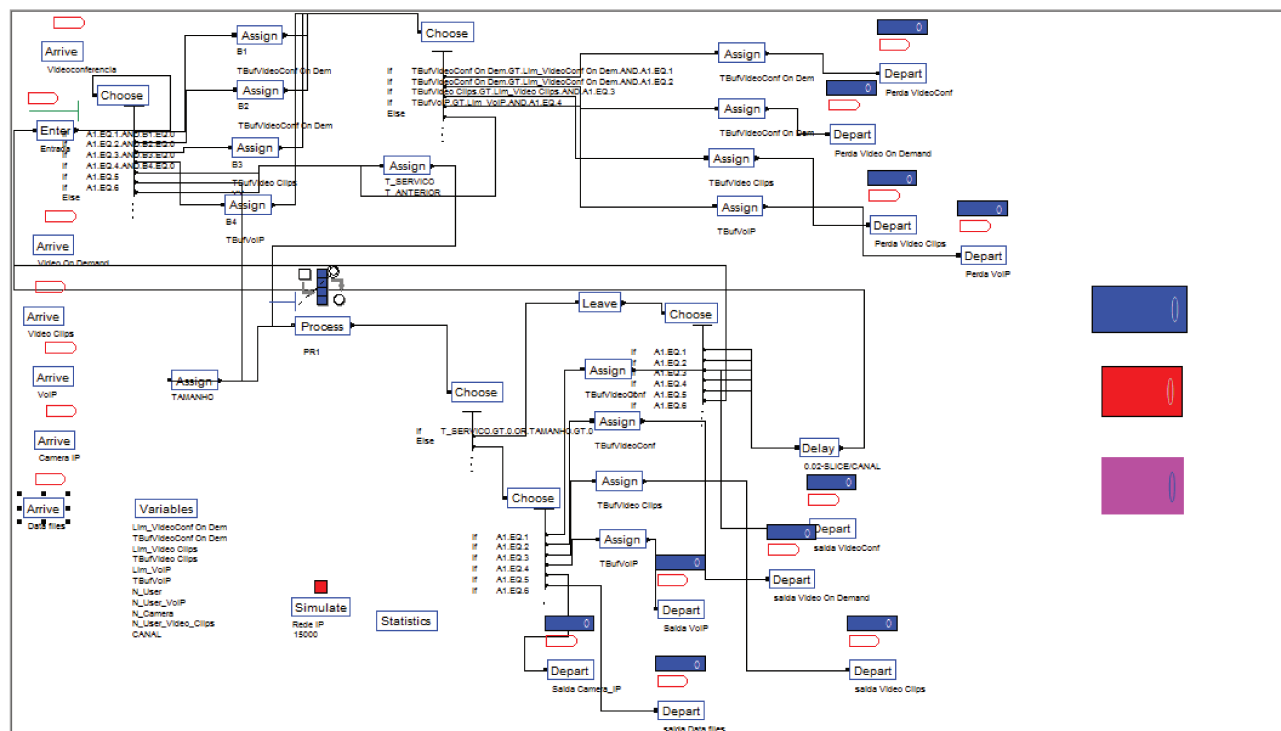 Arrive
Videoconferencia
Choose
Enter
Entrada
If A1.EQ.1.AND.B1.EQ.0
If A1.EQ.2.AND.B2.EQ.0
If A1.EQ.3.AND.B3.EQ.0
If A1.EQ.4.AND.B4.EQ.0
If A1.EQ.5
If A1.EQ.6
Else
Assign
B1
TBufVideoConf On Dem
Assign
B2
TBufVideoConf On Dem
Assign
B3
TBufVideo Clips
Assign
B4
TBufVoIP
Choose
If TBufVideoConf On Dem.GT.Lim_VideoConf On Dem.AND.A1.EQ.1
If TBufVideoConf On Dem.GT.Lim_VideoConf On Dem.AND.A1.EQ.2
If TBufVideo Clips.GT.Lim_Video Clips.AND.A1.EQ.3
If TBufVoIP.GT.Lim_VoIP.AND.A1.EQ.4
Else
Assign
T_SERVICO
T_ANTERIOR
Assign
TBufVideoConf On Dem
Assign
TBufVideoConf On Dem
Assign
TBufVideo Clips
Assign
TBufVoIP
0
Depart
Perda VideoConf
0
Depart
Perda Video On Demand
0
Depart
Perda Video Clips
0
Depart
Perda VoIP
Arrive
Video On Demand
Arrive
Video Clips
Arrive
VoIP
Arrive
Camera IP
Arrive
Data files
Process
PR1
Assign
TAMANHO
Choose
If T_SERVICO.GT.0.OR.TAMANHO.GT.0
Else
Leave
Choose
If A1.EQ.1
If A1.EQ.2
If A1.EQ.3
If A1.EQ.4
If A1.EQ.5
If A1.EQ.6
Assign
TBufVideoConf
Assign
TBufVideoConf
Assign
TBufVideo Clips
Assign
TBufVoIP
Delay
0.02-SLICE/CANAL
Choose
If A1.EQ.1
If A1.EQ.2
If A1.EQ.3
If A1.EQ.4
If A1.EQ.5
If A1.EQ.6
0
Depart
saida VideoConf
0
Depart
saida Video On Demand
0
Depart
Saida VoIP
0
Depart
Saida Camera_IP
0
Depart
saida Data files
0
Depart
saida Video Clips
Variables
Lim_VideoConf On Dem
TBufVideoConf On Dem
Lim_Video Clips
TBufVideo Clips
Lim_VoIP
TBufVoIP
N_User
N_User_VoIP
N_Camera
N_User_Video_Clips
CANAL
Simulate
Rede IP
15000
Statistics
0
0
0